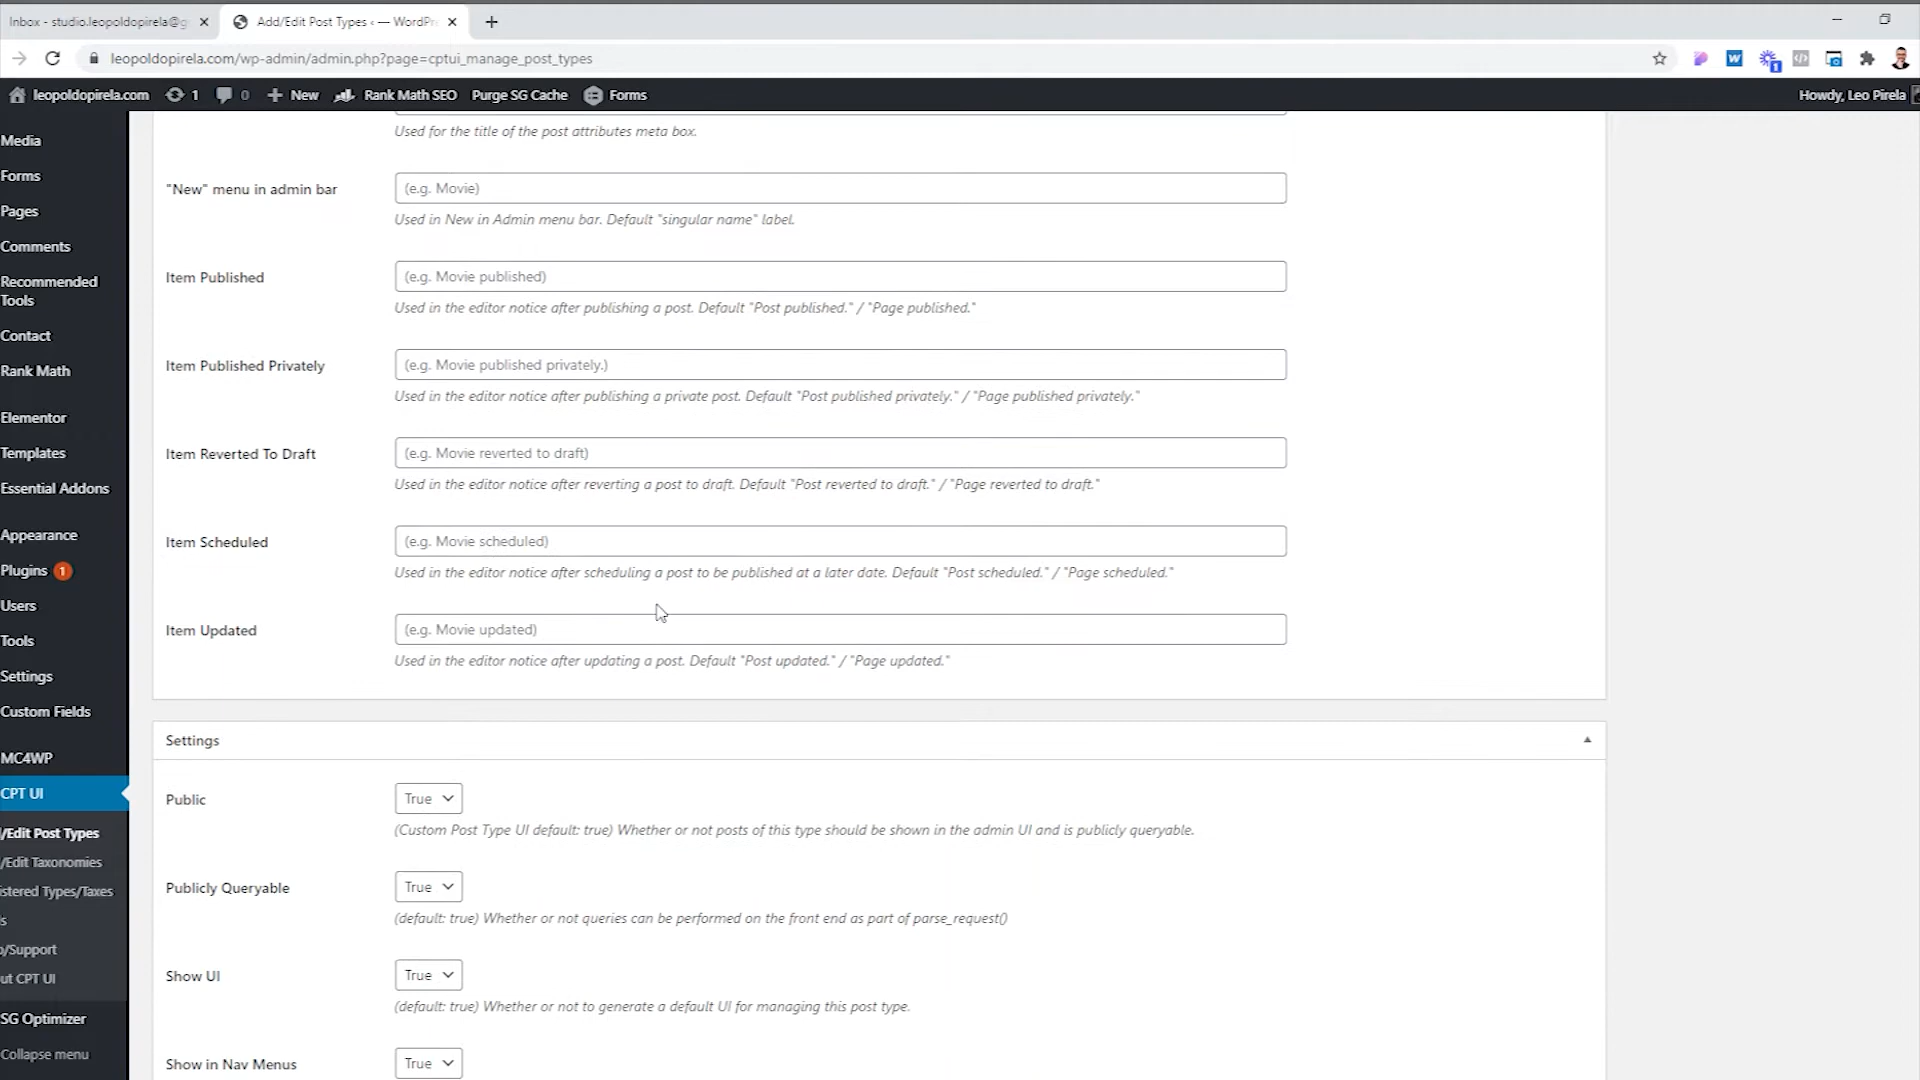 Inbox - studio.leopoldopirela@g
Add/Edit Post Types ‹ — WordPr
leopoldopirela.com/wp-admin/admin.php?page=cptui_manage_post_types
leopoldopirela.com 1 0 New Rank Math SEO Purge SG Cache Forms Howdy, Leo Pirela
Media
Forms
Pages
Comments
Recommended
Tools
Contact
Rank Math
Elementor
Templates
Essential Addons
Appearance
Plugins 1
Users
Tools
Settings
Custom Fields
MC4WP
CPT UI
/Edit Post Types
/Edit Taxonomies
istered Types/Taxes
s
/Support
ut CPT UI
SG Optimizer
Collapse menu
Used for the title of the post attributes meta box.
"New" menu in admin bar
(e.g. Movie)
Used in New in Admin menu bar. Default "singular name" label.
Item Published
(e.g. Movie published)
Used in the editor notice after publishing a post. Default "Post published." / "Page published."
Item Published Privately
(e.g. Movie published privately.)
Used in the editor notice after publishing a private post. Default "Post published privately." / "Page published privately."
Item Reverted To Draft
(e.g. Movie reverted to draft)
Used in the editor notice after reverting a post to draft. Default "Post reverted to draft." / "Page reverted to draft."
Item Scheduled
(e.g. Movie scheduled)
Used in the editor notice after scheduling a post to be published at a later date. Default "Post scheduled." / "Page scheduled."
Item Updated
(e.g. Movie updated)
Used in the editor notice after updating a post. Default "Post updated." / "Page updated."
Settings
Public
True
(Custom Post Type UI default: true) Whether or not posts of this type should be shown in the admin UI and is publicly queryable.
Publicly Queryable
True
(default: true) Whether or not queries can be performed on the front end as part of parse_request()
Show UI
True
(default: true) Whether or not to generate a default UI for managing this post type.
Show in Nav Menus
True